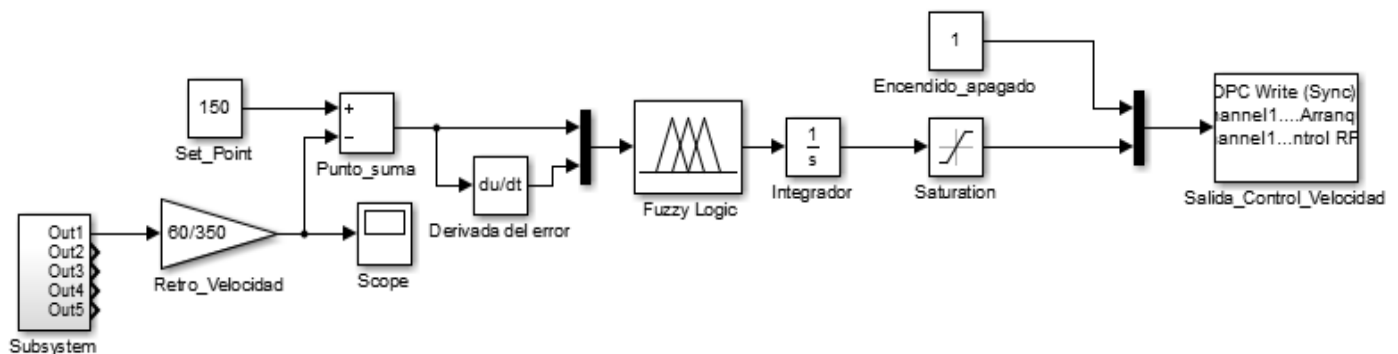 1
Encendido_apagado
OPC Write (Sync)
annel1....Arranq
annel1...ntrol RF
Salida_Control_Velocidad
150
Set_Point
+
−
Punto_suma
du/dt
Derivada del error
Fuzzy Logic
1
s
Integrador
Saturation
Out1
Out2
Out3
Out4
Out5
Subsystem
60/350
Retro_Velocidad
Scope